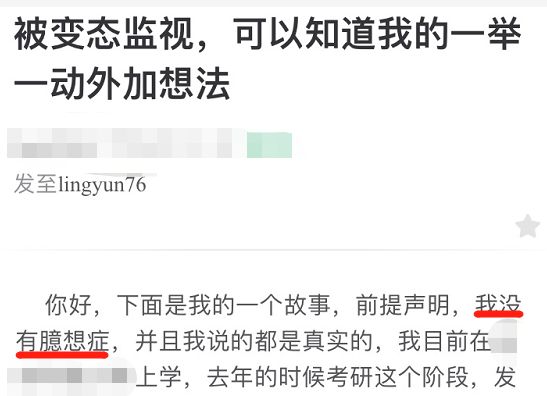 被变态监视，可以知道我的一举
一动外加想法
发至lingyun76
你好，下面是我的一个故事，前提声明，我没
有臆想症，并且我说的都是真实的，我目前在
上学，去年的时候考研这个阶段，发